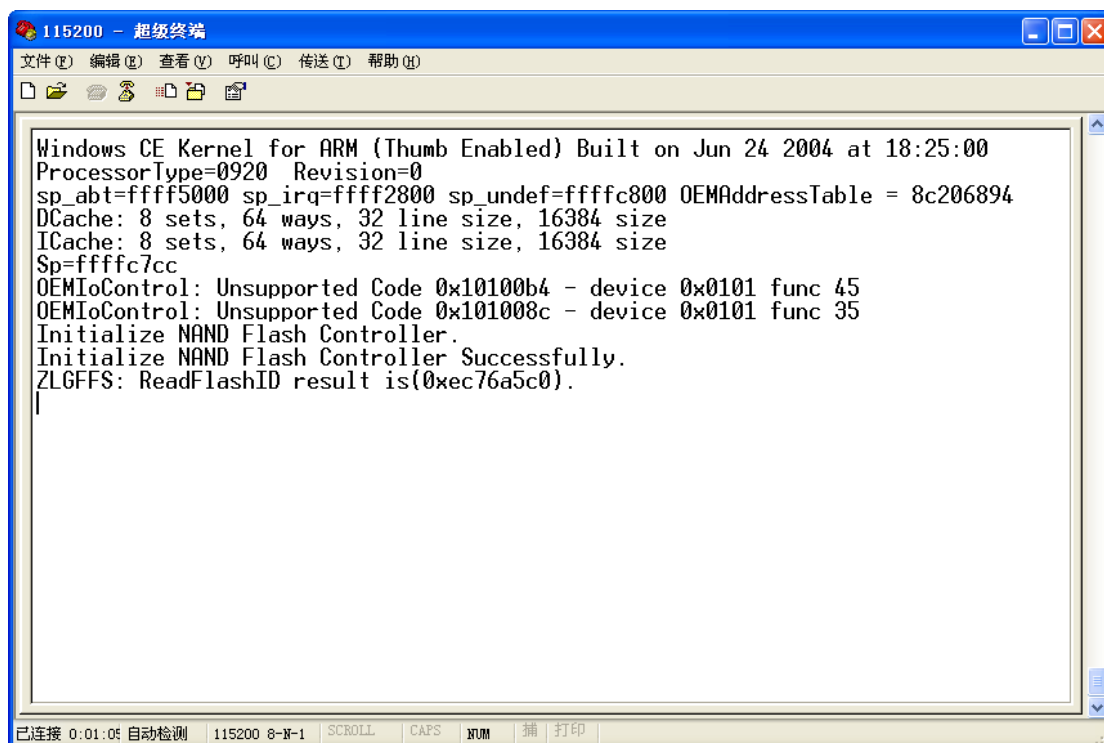 115200 - 超级终端
文件(F) 编辑(E) 查看(V) 呼叫(C) 传送(T) 帮助(H)
Windows CE Kernel for ARM (Thumb Enabled) Built on Jun 24 2004 at 18:25:00
ProcessorType=0920  Revision=0
sp_abt=ffff5000 sp_irq=ffff2800 sp_undef=ffffc800 OEMAddressTable = 8c206894
DCache: 8 sets, 64 ways, 32 line size, 16384 size
ICache: 8 sets, 64 ways, 32 line size, 16384 size
Sp=ffffc7cc
OEMIoControl: Unsupported Code 0x10100b4 - device 0x0101 func 45
OEMIoControl: Unsupported Code 0x101008c - device 0x0101 func 35
Initialize NAND Flash Controller.
Initialize NAND Flash Controller Successfully.
ZLGFFS: ReadFlashID result is(0xec76a5c0).
已连接 0:01:05 自动检测 115200 8-N-1 SCROLL CAPS NUM 捕 打印